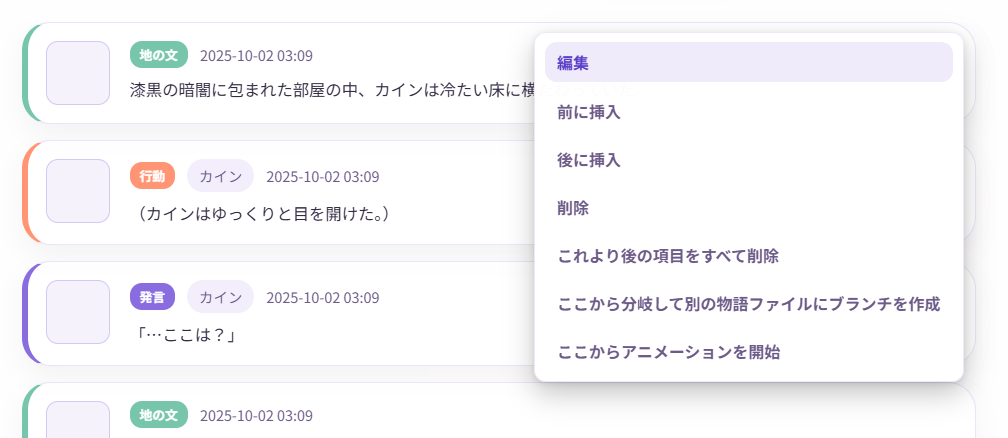 地の文 2025-10-02 03:09
漆黒の暗闇に包まれた部屋の中、カインは冷たい床に横
行動 カイン 2025-10-02 03:09
（カインはゆっくりと目を開けた。）
発言 カイン 2025-10-02 03:09
「…ここは？」
地の文 2025-10-02 03:09
編集
前に挿入
後に挿入
削除
これより後の項目をすべて削除
ここから分岐して別の物語ファイルにブランチを作成
ここからアニメーションを開始